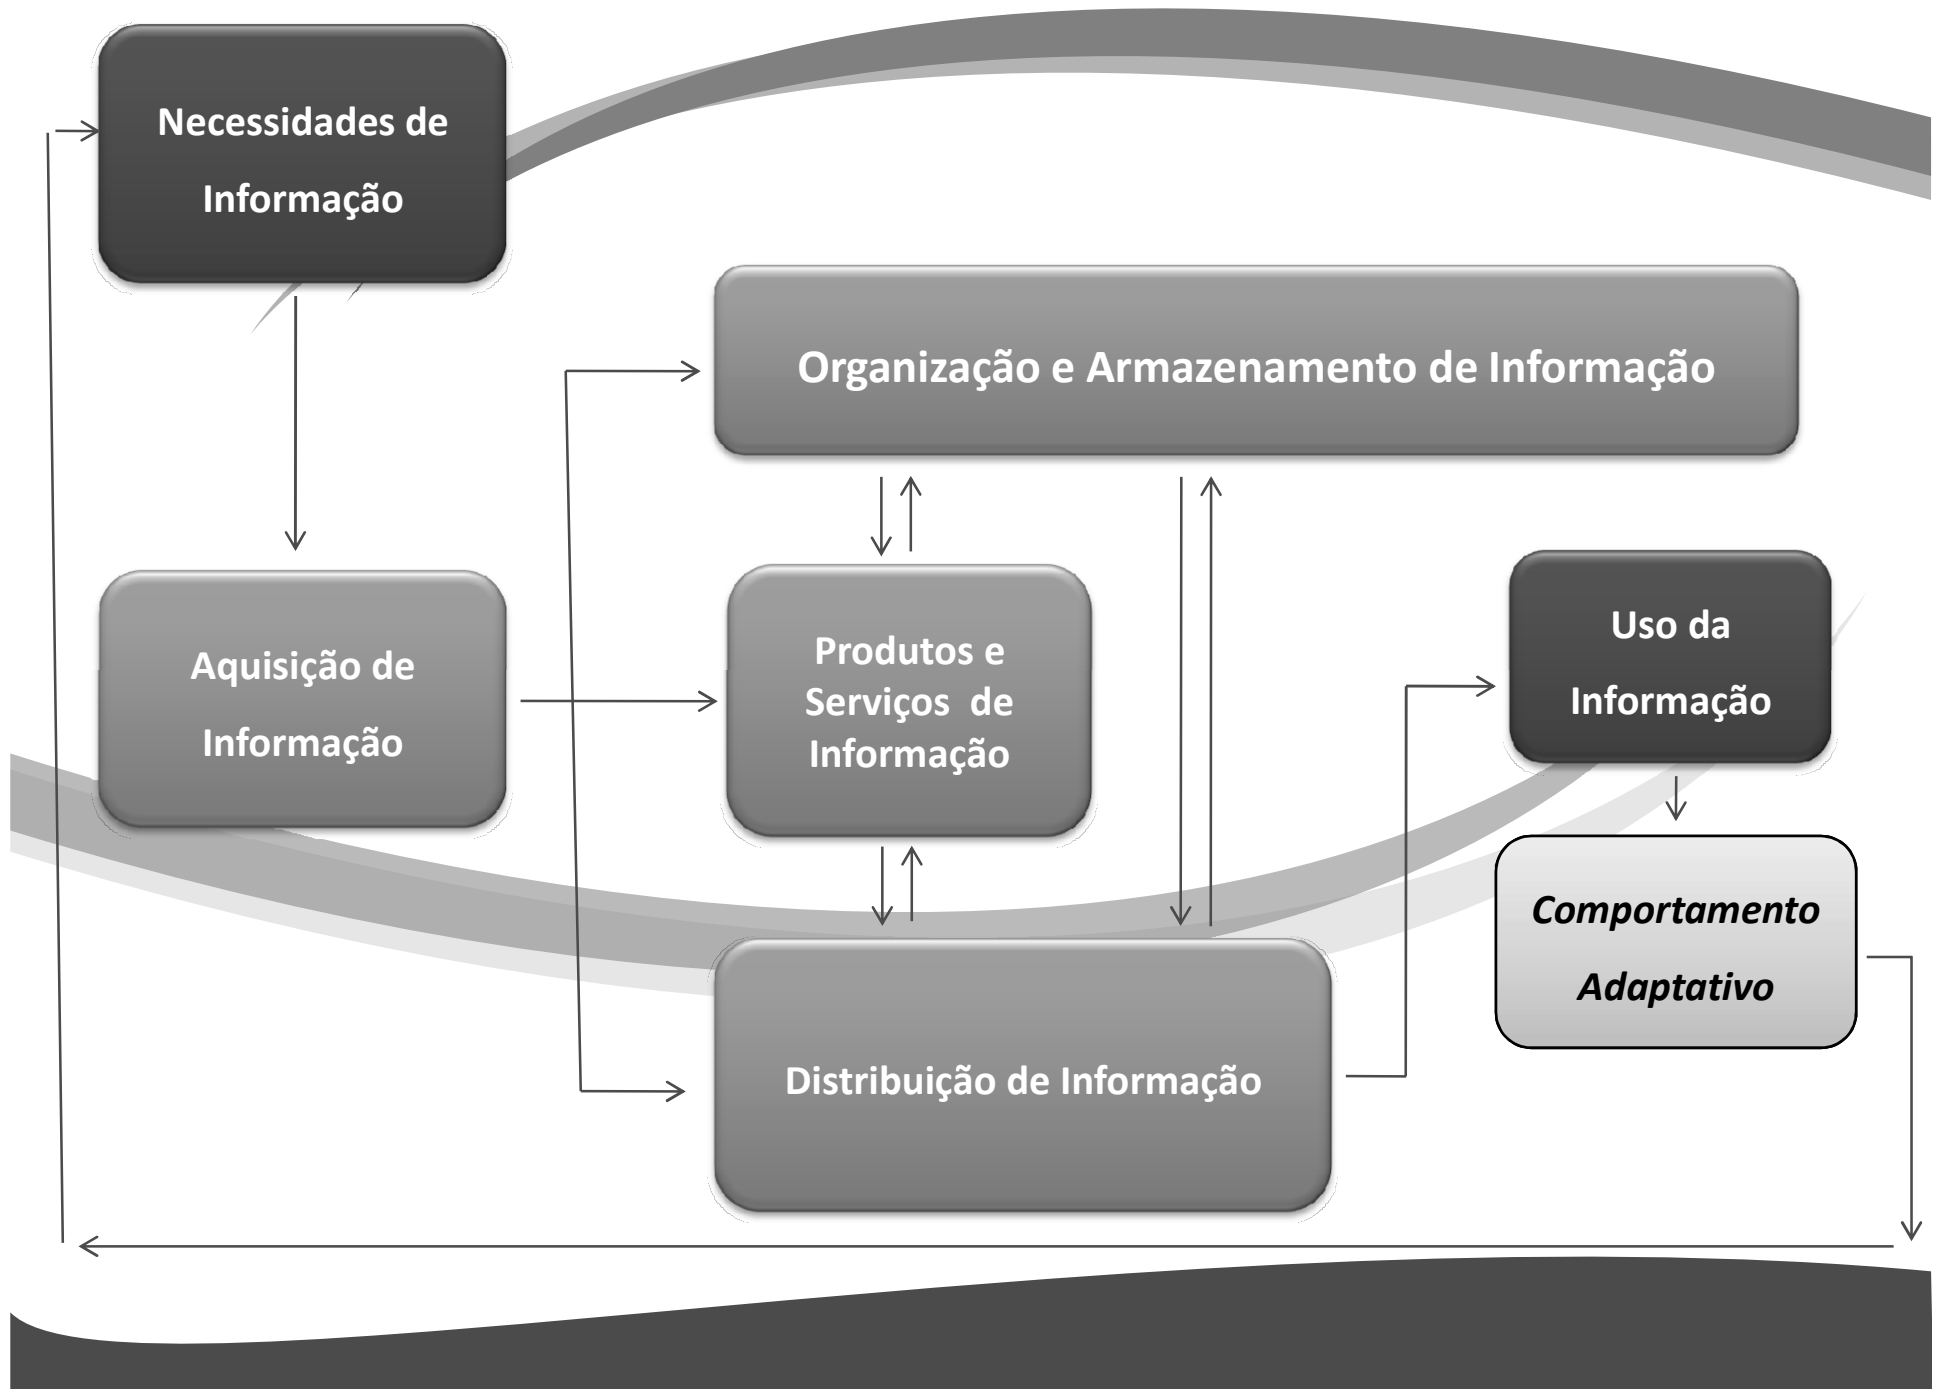 Necessidades de
Informação
Organização e Armazenamento de Informação
Aquisição de
Informação
Produtos e
Serviços de
Informação
Uso da
Informação
Comportamento
Adaptativo
Distribuição de Informação